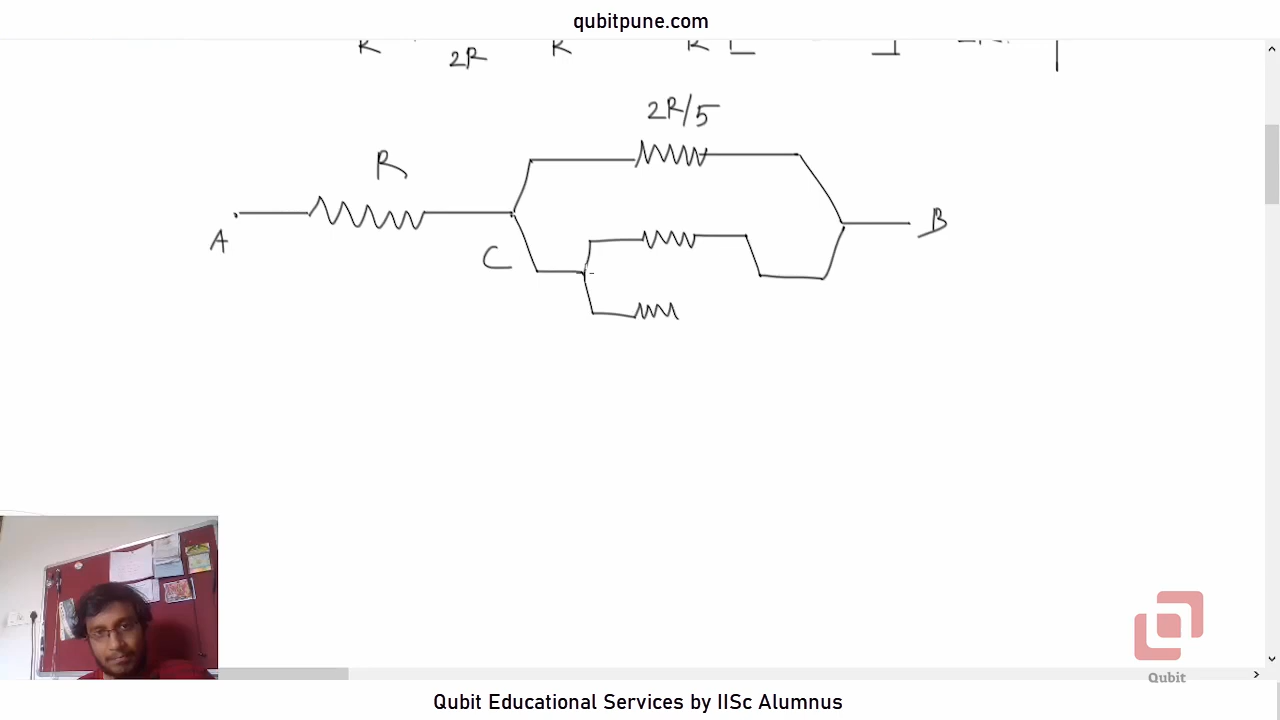 qubitpune.com
2R
2R/5
R
A
C
B
Qubit
Qubit Educational Services by IISc Alumnus